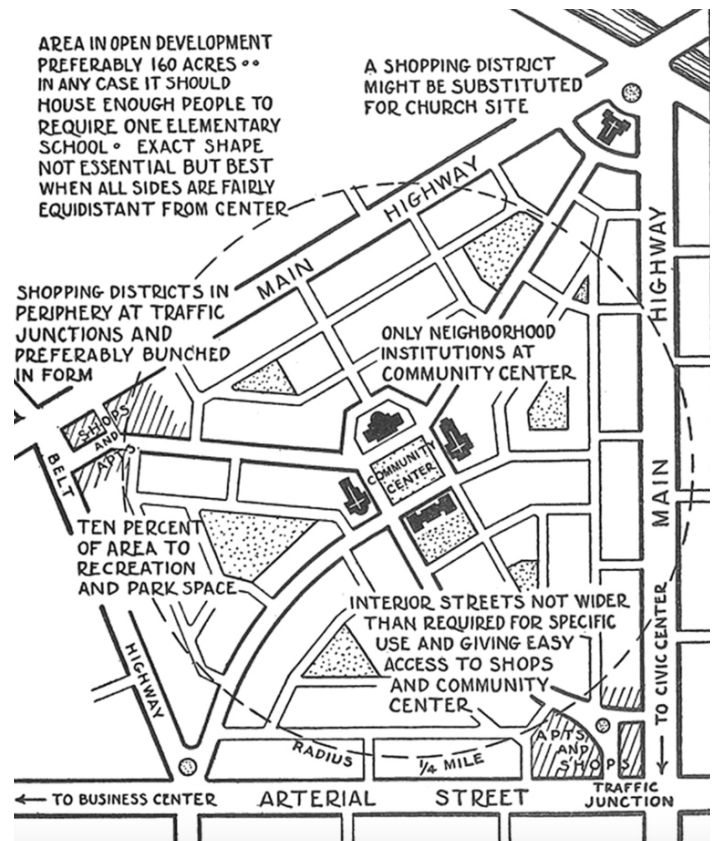 AREA IN OPEN DEVELOPMENT
PREFERABLY 160 ACRES • •
IN ANY CASE IT SHOULD
HOUSE ENOUGH PEOPLE TO
REQUIRE ONE ELEMENTARY
SCHOOL • EXACT SHAPE
NOT ESSENTIAL BUT BEST
WHEN ALL SIDES ARE FAIRLY
EQUIDISTANT FROM CENTER
A SHOPPING DISTRICT
MIGHT BE SUBSTITUTED
FOR CHURCH SITE
MAIN HIGHWAY
HIGHWAY
SHOPPING DISTRICTS IN
PERIPHERY AT TRAFFIC
JUNCTIONS AND
PREFERABLY BUNCHED
IN FORM
ONLY NEIGHBORHOOD
INSTITUTIONS AT
COMMUNITY CENTER
SHOPS
AND
APTS.
BELT
COMMUNITY
CENTER
MAIN
TEN PERCENT
OF AREA TO
RECREATION
AND PARK SPACE
INTERIOR STREETS NOT WIDER
THAN REQUIRED FOR SPECIFIC
USE AND GIVING EASY
ACCESS TO SHOPS
AND COMMUNITY
CENTER
HIGHWAY
TO CIVIC CENTER
RADIUS 1/4 MILE
APTS
AND
SHOPS
← TO BUSINESS CENTER
ARTERIAL STREET
TRAFFIC
JUNCTION